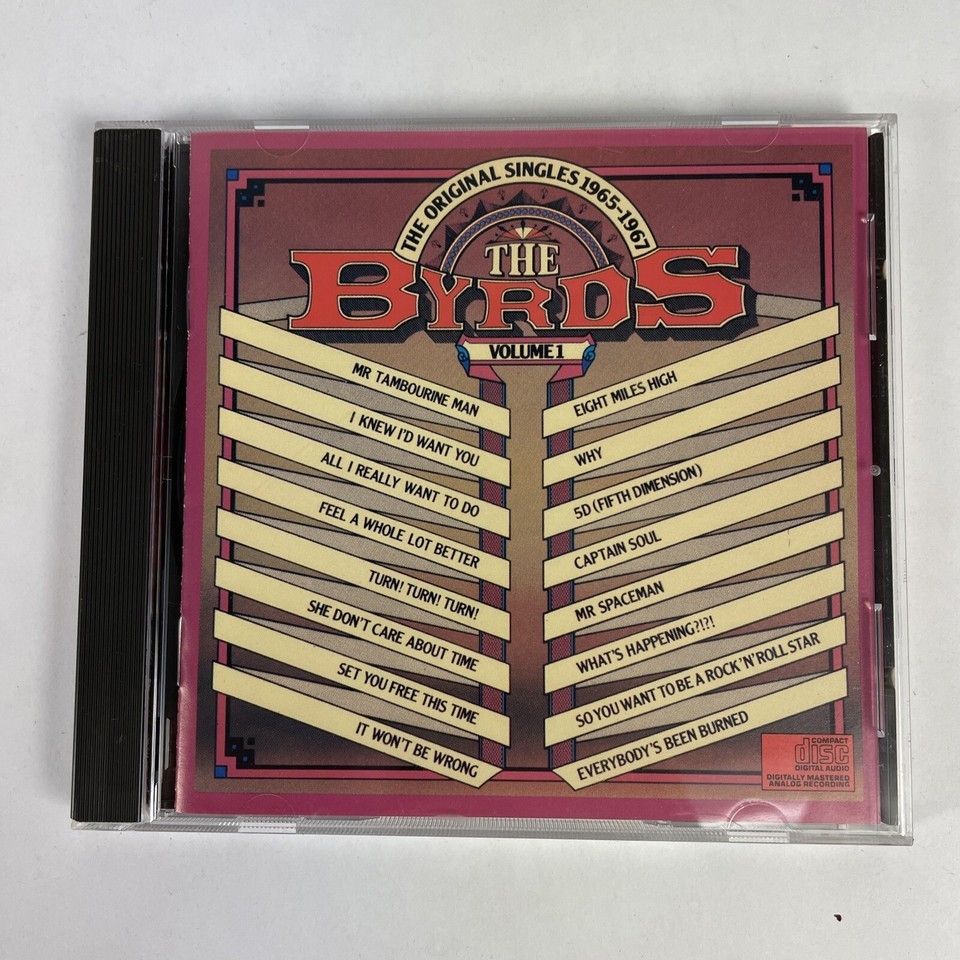 THE ORIGINAL SINGLES 1965-1967
THE
BYRDS
VOLUME 1
MR TAMBOURINE MAN
I KNEW I'D WANT YOU
ALL I REALLY WANT TO DO
FEEL A WHOLE LOT BETTER
TURN! TURN! TURN!
SHE DON'T CARE ABOUT TIME
SET YOU FREE THIS TIME
IT WON'T BE WRONG
EIGHT MILES HIGH
WHY
5D (FIFTH DIMENSION)
CAPTAIN SOUL
MR SPACEMAN
WHAT'S HAPPENING?!?!
SO YOU WANT TO BE A ROCK'N'ROLL STAR
EVERYBODY'S BEEN BURNED
COMPACT
disc
DIGITAL AUDIO
DIGITALLY MASTERED
ANALOG RECORDING